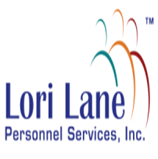 TM
Lori Lane
Personnel Services, Inc.